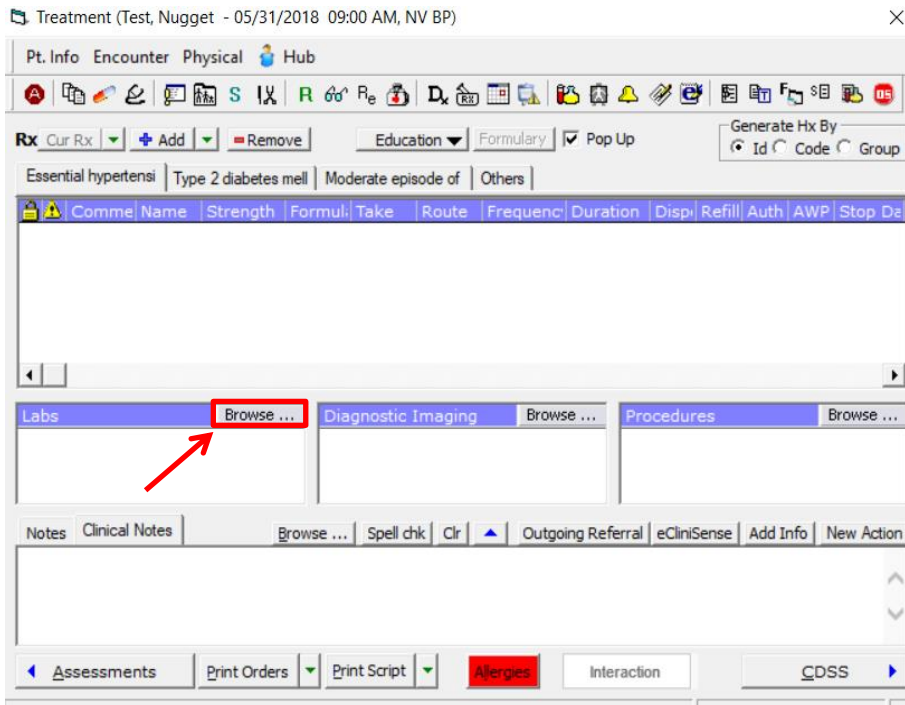 Treatment (Test, Nugget - 05/31/2018 09:00 AM, NV BP)
Pt. Info Encounter Physical Hub
S R Re Dx
Rx Cur Rx Add Remove Education Formulary Pop Up
Generate Hx By
Id Code Group
Essential hypertensi Type 2 diabetes mell Moderate episode of Others
Comme Name Strength Formul Take Route Frequenc Duration Disp Refill Auth AWP Stop Da
Labs Browse ... Diagnostic Imaging Browse ... Procedures Browse ...
Notes Clinical Notes Browse ... Spell chk Clr Outgoing Referral eCliniSense Add Info New Action
Assessments Print Orders Print Script Allergies Interaction CDSS